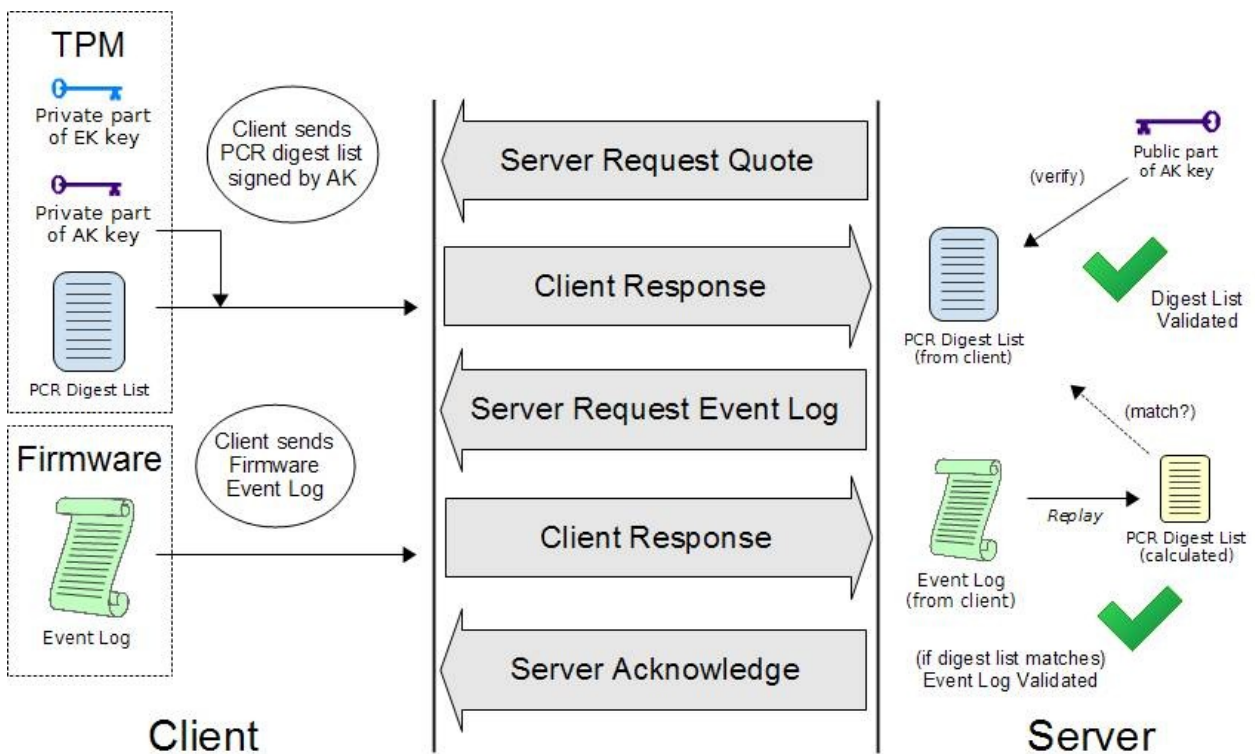 TPM
Private part
of EK key
Private part
of AK key
PCR Digest List
Client sends
PCR digest list
signed by AK
Firmware
Event Log
Client sends
Firmware
Event Log
Client
Server Request Quote
Client Response
Server Request Event Log
Client Response
Server Acknowledge
Public part
of AK key
(verify)
PCR Digest List
(from client)
Digest List
Validated
(match?)
Event Log
(from client)
Replay
PCR Digest List
(calculated)
(if digest list matches)
Event Log Validated
Server